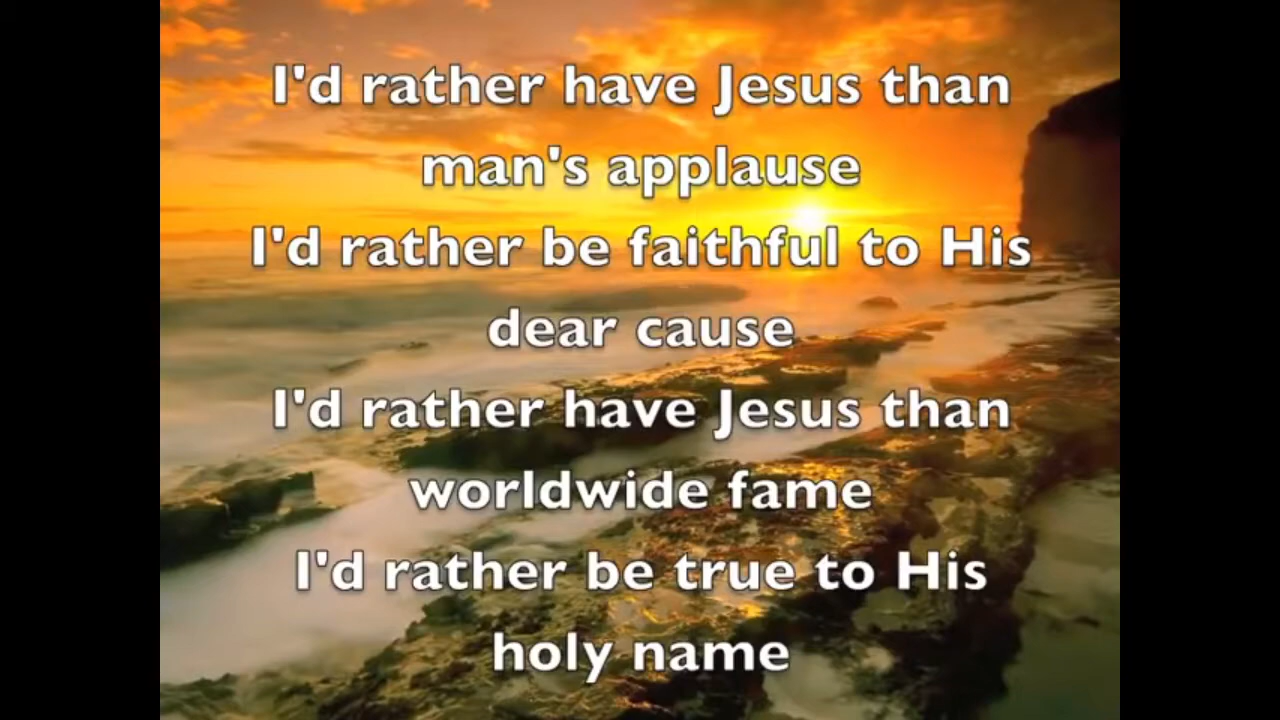 I'd rather have Jesus than
man's applause
I'd rather be faithful to His
dear cause
I'd rather have Jesus than
worldwide fame
I'd rather be true to His
holy name